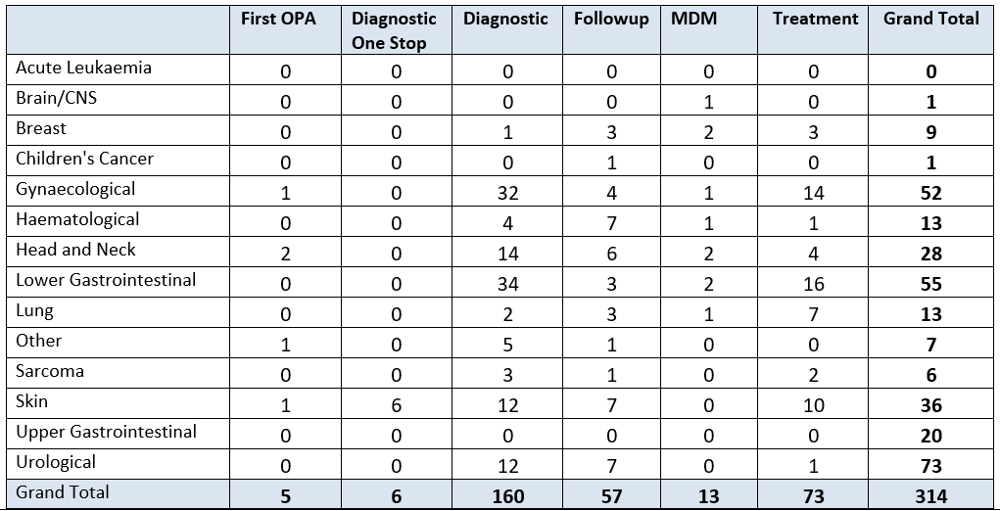 First OPA Diagnostic One Stop Diagnostic Followup MDM Treatment Grand Total
Acute Leukaemia 0 0 0 0 0 0 0
Brain/CNS 0 0 0 0 1 0 1
Breast 0 0 1 3 2 3 9
Children's Cancer 0 0 0 1 0 0 1
Gynaecological 1 0 32 4 1 14 52
Haematological 0 0 4 7 1 1 13
Head and Neck 2 0 14 6 2 4 28
Lower Gastrointestinal 0 0 34 3 2 16 55
Lung 0 0 2 3 1 7 13
Other 1 0 5 1 0 0 7
Sarcoma 0 0 3 1 0 2 6
Skin 1 6 12 7 0 10 36
Upper Gastrointestinal 0 0 0 0 0 0 20
Urological 0 0 12 7 0 1 73
Grand Total 5 6 160 57 13 73 314